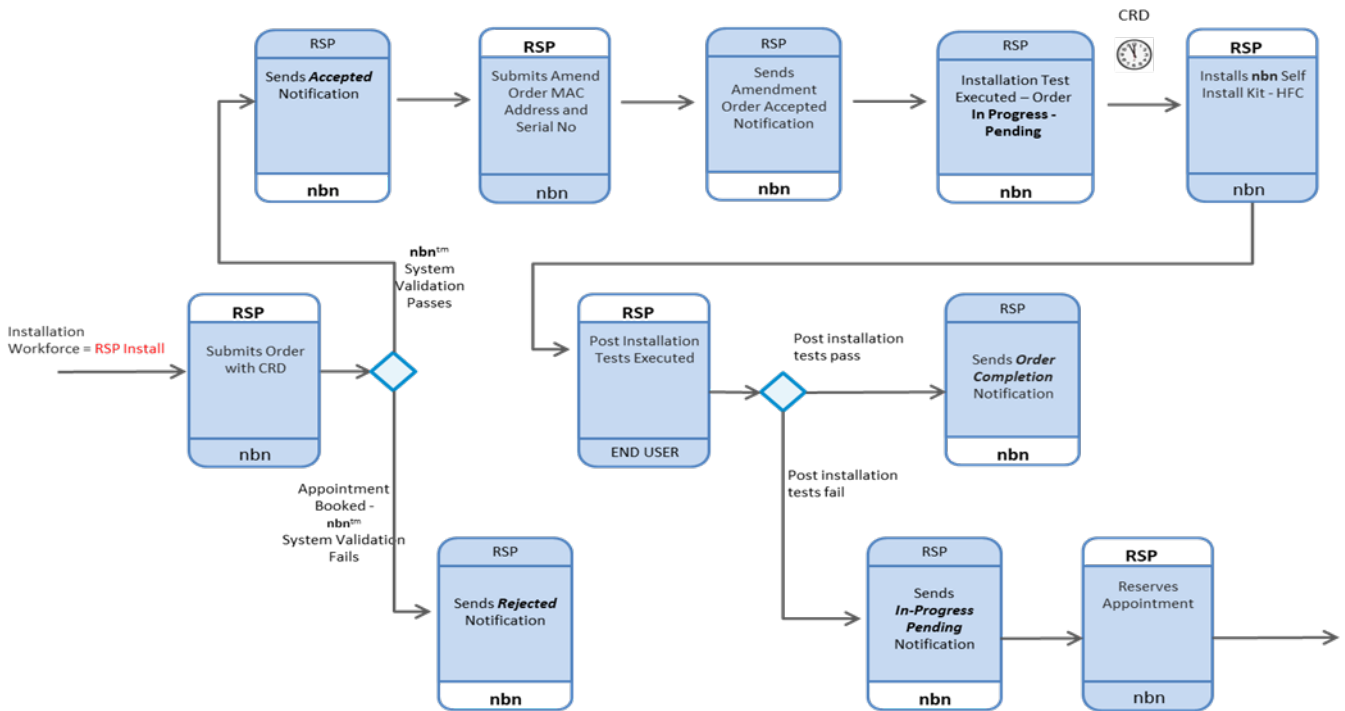 CRD
RSP
Sends Accepted
Notification
nbn
RSP
Submits Amend
Order MAC
Address and
Serial No
nbn
RSP
Sends
Amendment
Order Accepted
Notification
nbn
RSP
Installation Test
Executed – Order
In Progress -
Pending
nbn
RSP
Installs nbn Self
Install Kit - HFC
nbn
nbn™
System
Validation
Passes
Installation
Workforce = RSP Install
RSP
Submits Order
with CRD
nbn
RSP
Post Installation
Tests Executed
END USER
Post installation
tests pass
RSP
Sends Order
Completion
Notification
nbn
Appointment
Booked -
nbn™
System Validation
Fails
Post installation
tests fail
RSP
Sends Rejected
Notification
nbn
RSP
Sends
In-Progress
Pending
Notification
nbn
RSP
Reserves
Appointment
nbn